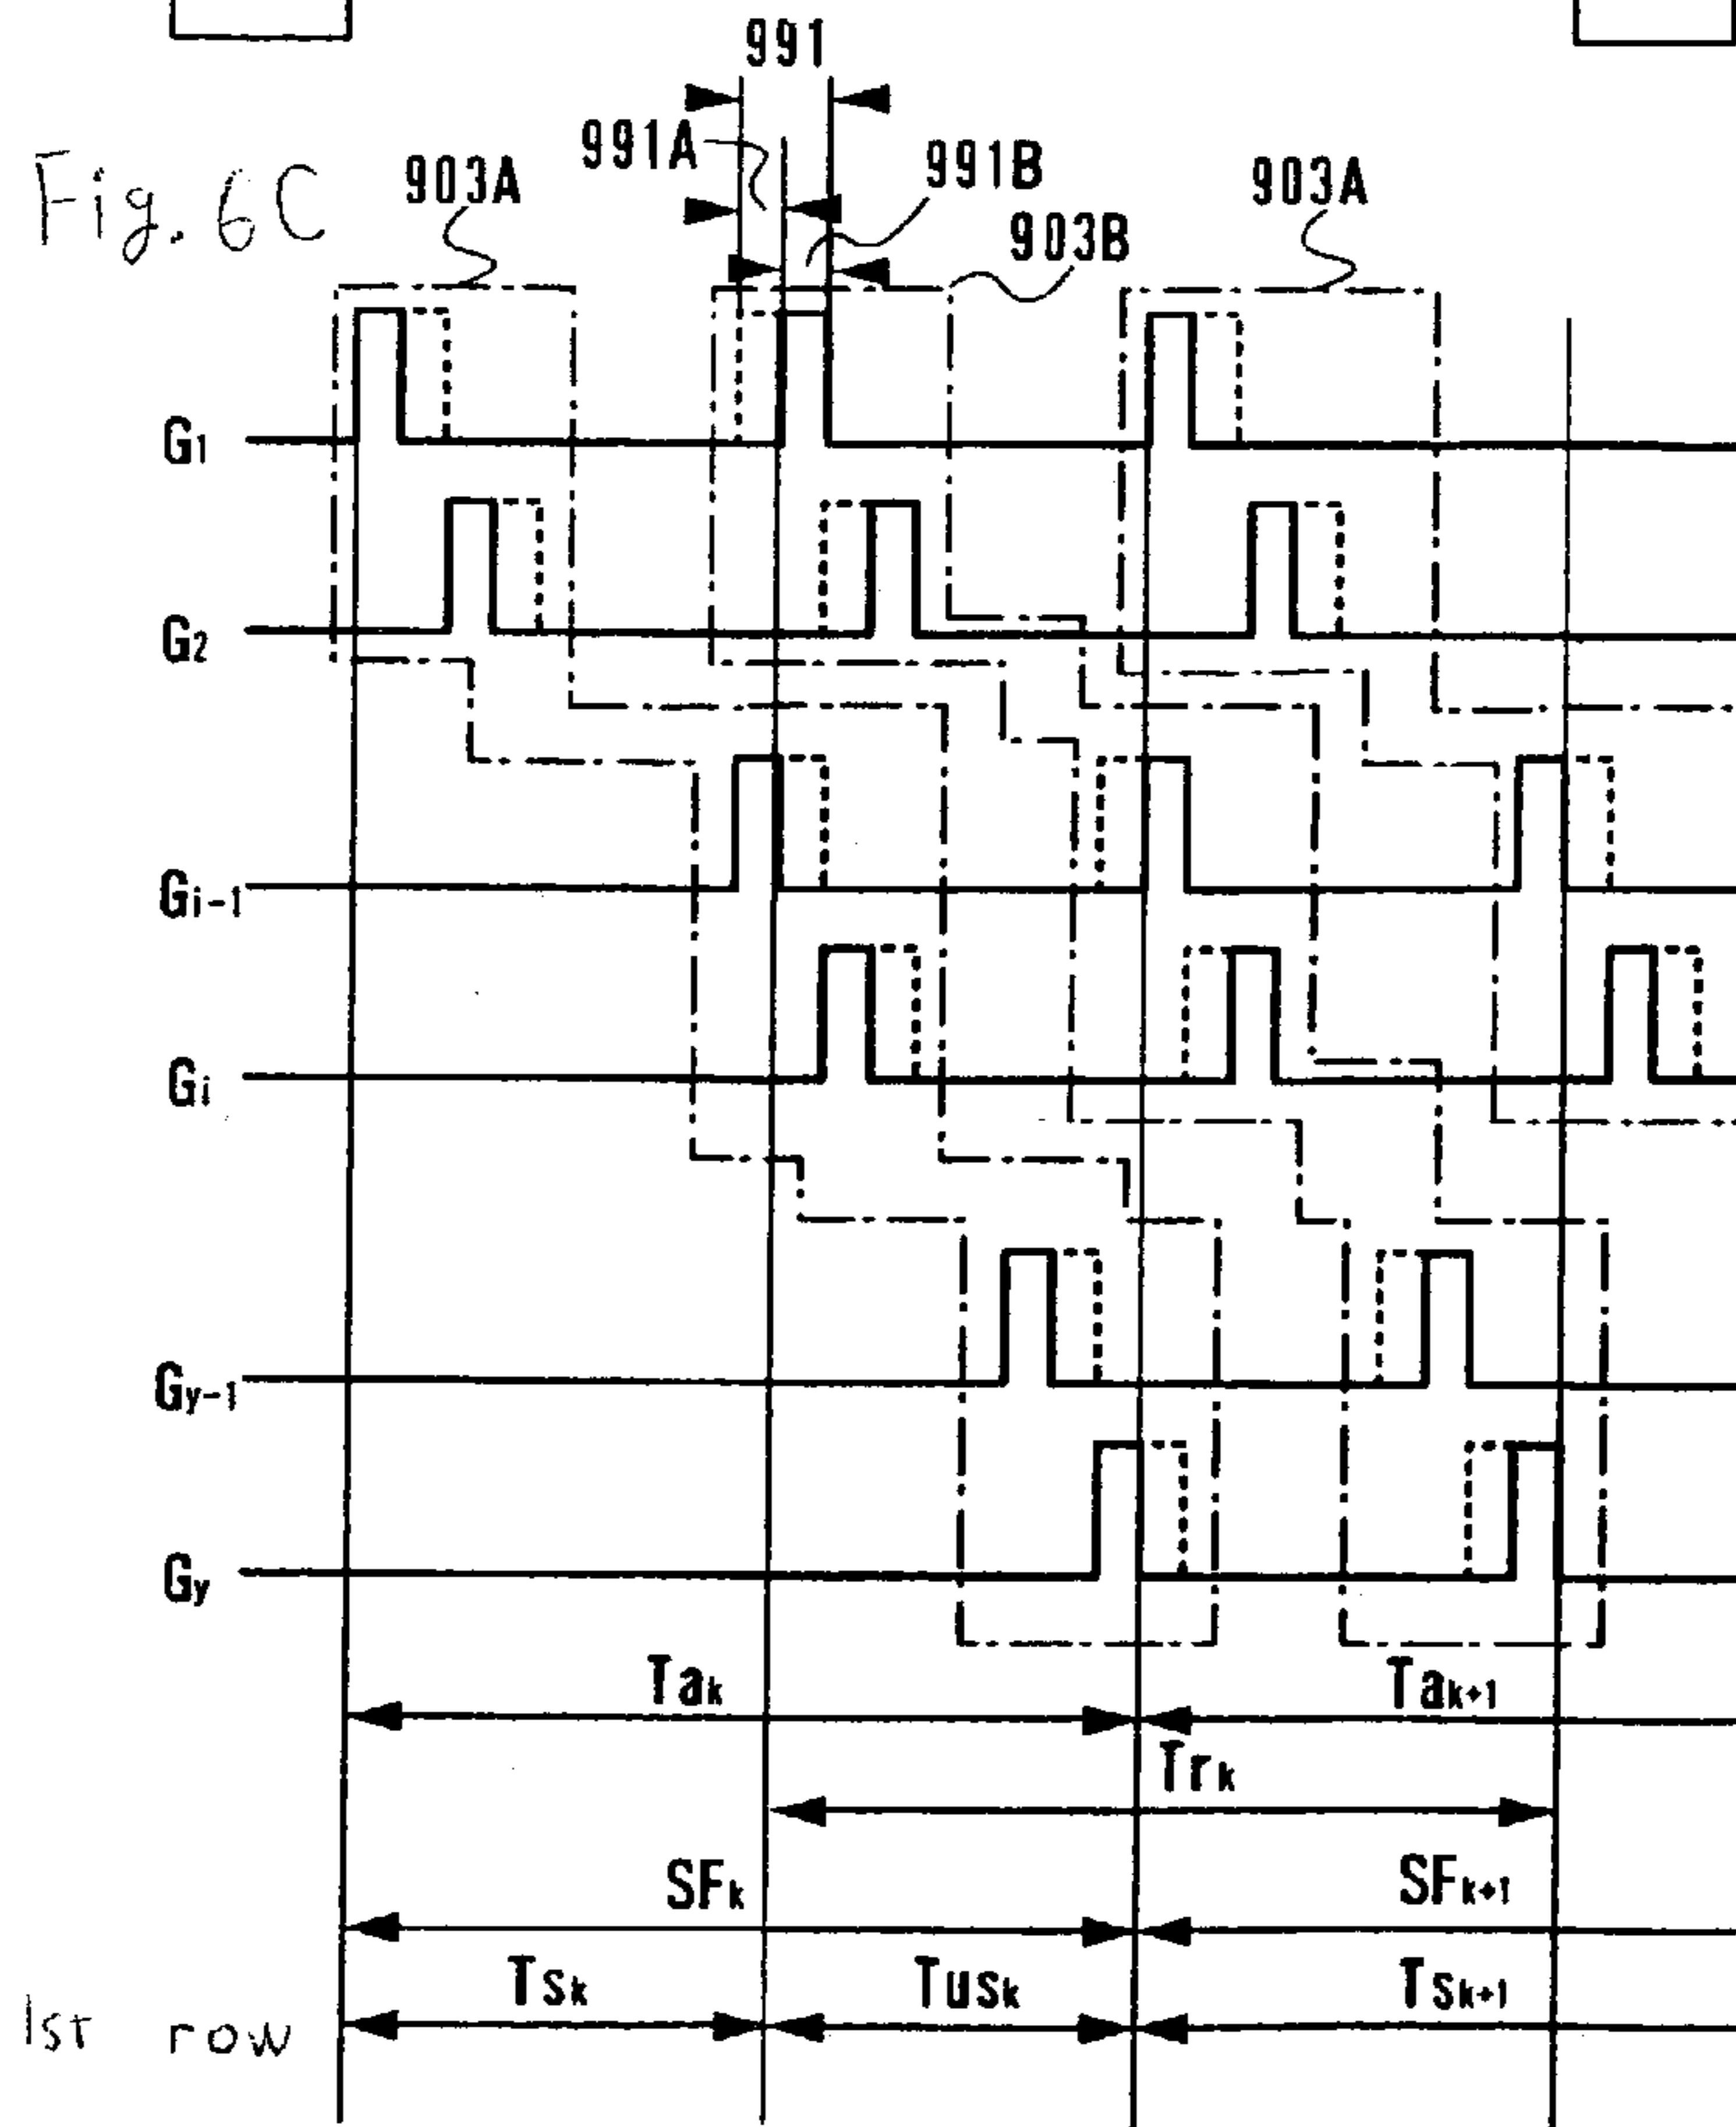 991
991A
991B
Fig. 6C
903A
903B
903A
G1
G2
Gi-1
Gi
Gy-1
Gy
Tak
Tak+1
Trk
SFk
SFk+1
Tsk
Tusk
Tsk+1
1st row